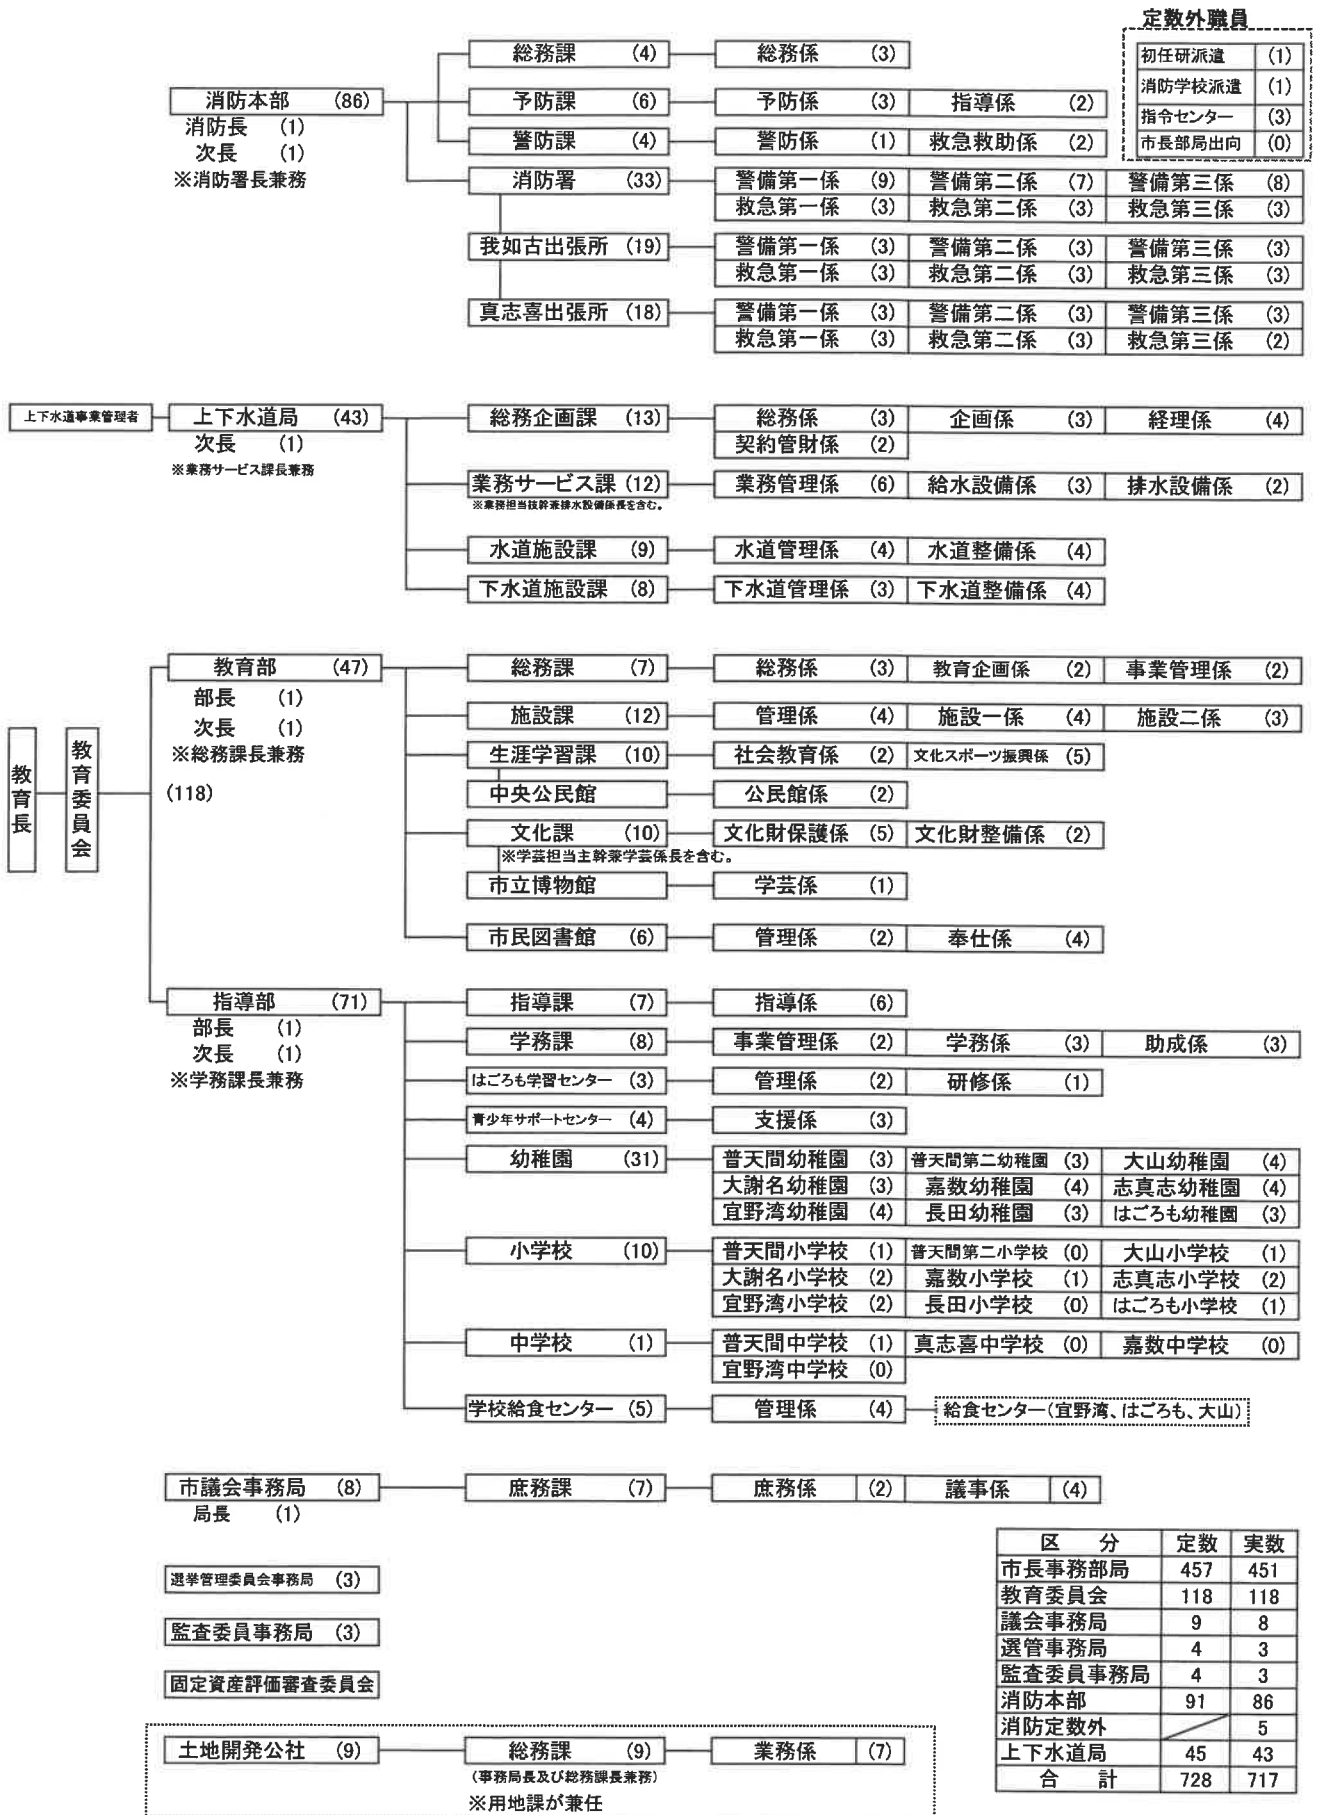 定数外職員
初任研派遣 (1)
消防学校派遣 (1)
指令センター (3)
市長部局出向 (0)
総務課 (4) 総務係 (3)
消防本部 (86) 予防課 (6) 予防係 (3) 指導係 (2)
消防長 (1)
次長 (1) 警防課 (4) 警防係 (1) 救急救助係 (2)
※消防署長兼務 消防署 (33) 警備第一係 (9) 警備第二係 (7) 警備第三係 (8)
救急第一係 (3) 救急第二係 (3) 救急第三係 (3)
我如古出張所 (19) 警備第一係 (3) 警備第二係 (3) 警備第三係 (3)
救急第一係 (3) 救急第二係 (3) 救急第三係 (3)
真志喜出張所 (18) 警備第一係 (3) 警備第二係 (3) 警備第三係 (3)
救急第一係 (3) 救急第二係 (3) 救急第三係 (2)
上下水道事業管理者 上下水道局 (43) 総務企画課 (13) 総務係 (3) 企画係 (3) 経理係 (4)
次長 (1) 契約管財係 (2)
※業務サービス課長兼務
業務サービス課 (12) 業務管理係 (6) 給水設備係 (3) 排水設備係 (2)
※業務担当技幹兼排水設備係長を含む。
水道施設課 (9) 水道管理係 (4) 水道整備係 (4)
下水道施設課 (8) 下水道管理係 (3) 下水道整備係 (4)
教育長
教育委員会
教育部 (47) 総務課 (7) 総務係 (3) 教育企画係 (2) 事業管理係 (2)
部長 (1)
次長 (1) 施設課 (12) 管理係 (4) 施設一係 (4) 施設二係 (3)
※総務課長兼務 生涯学習課 (10) 社会教育係 (2) 文化スポーツ振興係 (5)
(118) 中央公民館 公民館係 (2)
文化課 (10) 文化財保護係 (5) 文化財整備係 (2)
※学芸担当主幹兼学芸係長を含む。
市立博物館 学芸係 (1)
市民図書館 (6) 管理係 (2) 奉仕係 (4)
指導部 (71) 指導課 (7) 指導係 (6)
部長 (1)
次長 (1) 学務課 (8) 事業管理係 (2) 学務係 (3) 助成係 (3)
※学務課長兼務 はごろも学習センター (3) 管理係 (2) 研修係 (1)
青少年サポートセンター (4) 支援係 (3)
幼稚園 (31) 普天間幼稚園 (3) 普天間第二幼稚園 (3) 大山幼稚園 (4)
大謝名幼稚園 (3) 嘉数幼稚園 (4) 志真志幼稚園 (4)
宜野湾幼稚園 (4) 長田幼稚園 (3) はごろも幼稚園 (3)
小学校 (10) 普天間小学校 (1) 普天間第二小学校 (0) 大山小学校 (1)
大謝名小学校 (2) 嘉数小学校 (1) 志真志小学校 (2)
宜野湾小学校 (2) 長田小学校 (0) はごろも小学校 (1)
中学校 (1) 普天間中学校 (1) 真志喜中学校 (0) 嘉数中学校 (0)
宜野湾中学校 (0)
学校給食センター (5) 管理係 (4) 給食センター(宜野湾、はごろも、大山)
市議会事務局 (8) 庶務課 (7) 庶務係 (2) 議事係 (4)
局長 (1)
選挙管理委員会事務局 (3)
監査委員事務局 (3)
固定資産評価審査委員会
土地開発公社 (9) 総務課 (9) 業務係 (7)
(事務局長及び総務課長兼務)
※用地課が兼任
区 分 定数 実数
市長事務部局 457 451
教育委員会 118 118
議会事務局 9 8
選管事務局 4 3
監査委員事務局 4 3
消防本部 91 86
消防定数外 5
上下水道局 45 43
合 計 728 717